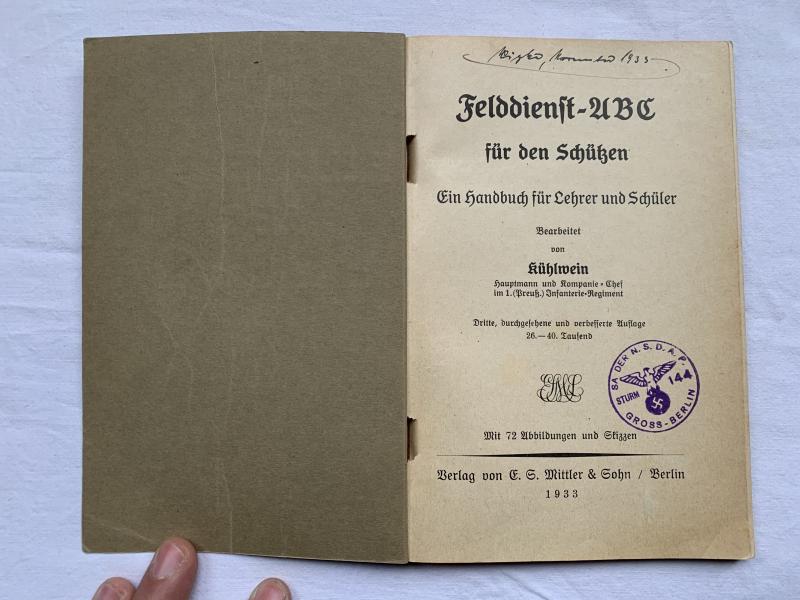 November 1933
Felddienst-ABC
für den Schützen
Ein Handbuch für Lehrer und Schüler
Bearbeitet
von
Kühlwein
Hauptmann und Kompanie-Chef
im 1. (Preuß.) Infanterie-Regiment
Dritte, durchgesehene und verbesserte Auflage
26.—40. Tausend
SA DER N.S.D.A.P.
STURM 144
GROSS-BERLIN
Mit 72 Abbildungen und Skizzen
Verlag von E. S. Mittler & Sohn / Berlin
1933